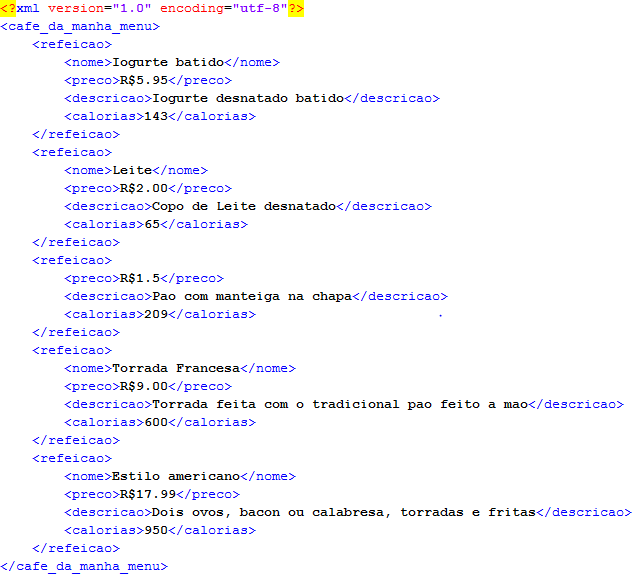 <?xml version="1.0" encoding="utf-8"?>
<cafe_da_manha_menu>
    <refeicao>
        <nome>Iogurte batido</nome>
        <preco>R$5.95</preco>
        <descricao>Iogurte desnatado batido</descricao>
        <calorias>143</calorias>
    </refeicao>
    <refeicao>
        <nome>Leite</nome>
        <preco>R$2.00</preco>
        <descricao>Copo de Leite desnatado</descricao>
        <calorias>65</calorias>
    </refeicao>
    <refeicao>
        <preco>R$1.5</preco>
        <descricao>Pao com manteiga na chapa</descricao>
        <calorias>209</calorias>
    </refeicao>
    <refeicao>
        <nome>Torrada Francesa</nome>
        <preco>R$9.00</preco>
        <descricao>Torrada feita com o tradicional pao feito a mao</descricao>
        <calorias>600</calorias>
    </refeicao>
    <refeicao>
        <nome>Estilo americano</nome>
        <preco>R$17.99</preco>
        <descricao>Dois ovos, bacon ou calabresa, torradas e fritas</descricao>
        <calorias>950</calorias>
    </refeicao>
</cafe_da_manha_menu>